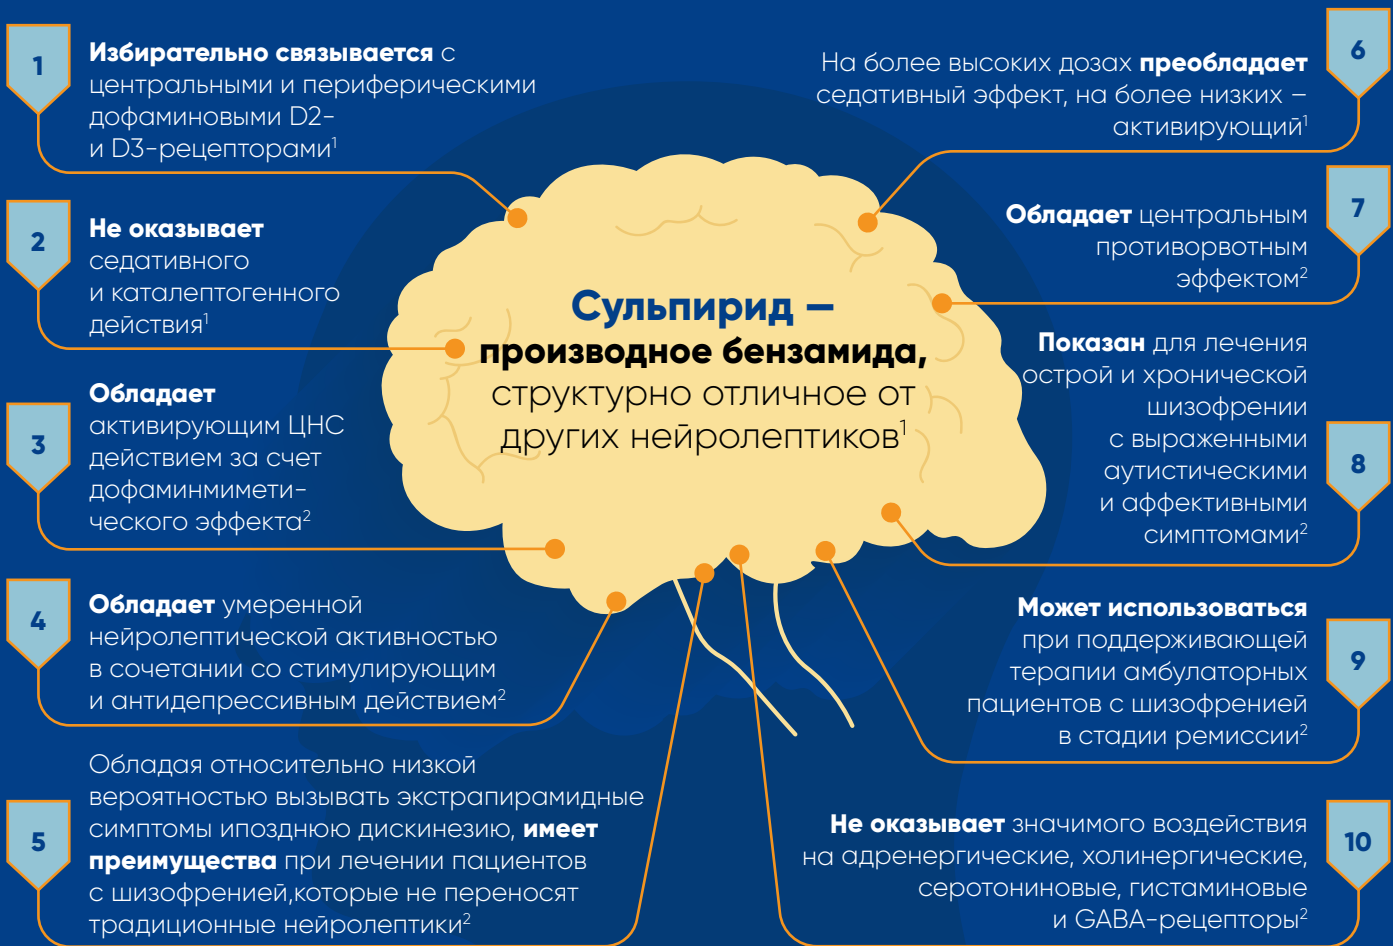 1
Избирательно связывается с
центральными и периферическими
дофаминовыми D2-
и D3-рецепторами¹
2
Не оказывает
седативного
и каталептогенного
действия¹
3
Обладает
активирующим ЦНС
действием за счет
дофаминмимети-
ческого эффекта²
4
Обладает умеренной
нейролептической активностью
в сочетании со стимулирующим
и антидепрессивным действием²
5
Обладая относительно низкой
вероятностью вызывать экстрапирамидные
симптомы ипозднюю дискинезию, имеет
преимущества при лечении пациентов
с шизофренией,которые не переносят
традиционные нейролептики²
Сульпирид —
производное бензамида,
структурно отличное от
других нейролептиков¹
6
На более высоких дозах преобладает
седативный эффект, на более низких –
активирующий¹
7
Обладает центральным
противорвотным
эффектом²
8
Показан для лечения
острой и хронической
шизофрении
с выраженными
аутистическими
и аффективными
симптомами²
9
Может использоваться
при поддерживающей
терапии амбулаторных
пациентов с шизофренией
в стадии ремиссии²
10
Не оказывает значимого воздействия
на адренергические, холинергические,
серотониновые, гистаминовые
и GABA-рецепторы²